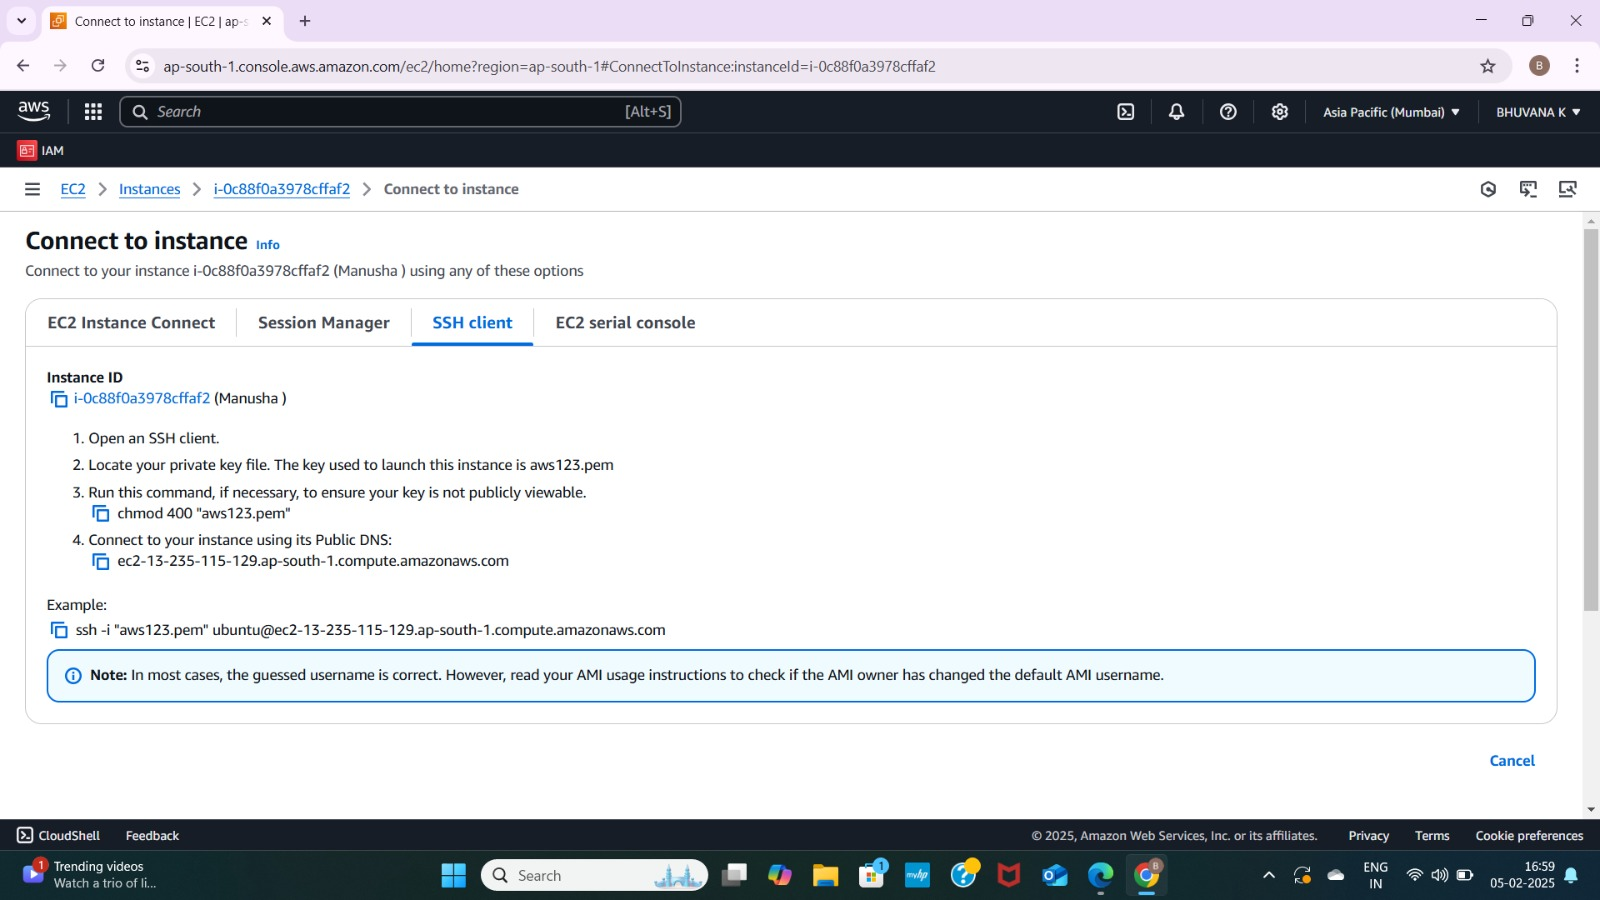 Connect to instance | EC2 | ap-s
ap-south-1.console.aws.amazon.com/ec2/home?region=ap-south-1#ConnectToInstance:instanceId=i-0c88f0a3978cffaf2
B
aws
Search
[Alt+S]
Asia Pacific (Mumbai)
BHUVANA K
IAM
EC2 > Instances > i-0c88f0a3978cffaf2 > Connect to instance
Connect to instance Info
Connect to your instance i-0c88f0a3978cffaf2 (Manusha ) using any of these options
EC2 Instance Connect
Session Manager
SSH client
EC2 serial console
Instance ID
i-0c88f0a3978cffaf2 (Manusha )
1. Open an SSH client.
2. Locate your private key file. The key used to launch this instance is aws123.pem
3. Run this command, if necessary, to ensure your key is not publicly viewable.
chmod 400 "aws123.pem"
4. Connect to your instance using its Public DNS:
ec2-13-235-115-129.ap-south-1.compute.amazonaws.com
Example:
ssh -i "aws123.pem" ubuntu@ec2-13-235-115-129.ap-south-1.compute.amazonaws.com
Note: In most cases, the guessed username is correct. However, read your AMI usage instructions to check if the AMI owner has changed the default AMI username.
Cancel
CloudShell
Feedback
© 2025, Amazon Web Services, Inc. or its affiliates.
Privacy
Terms
Cookie preferences
1
Trending videos
Watch a trio of li...
Search
1
myhp
B
ENG
IN
16:59
05-02-2025